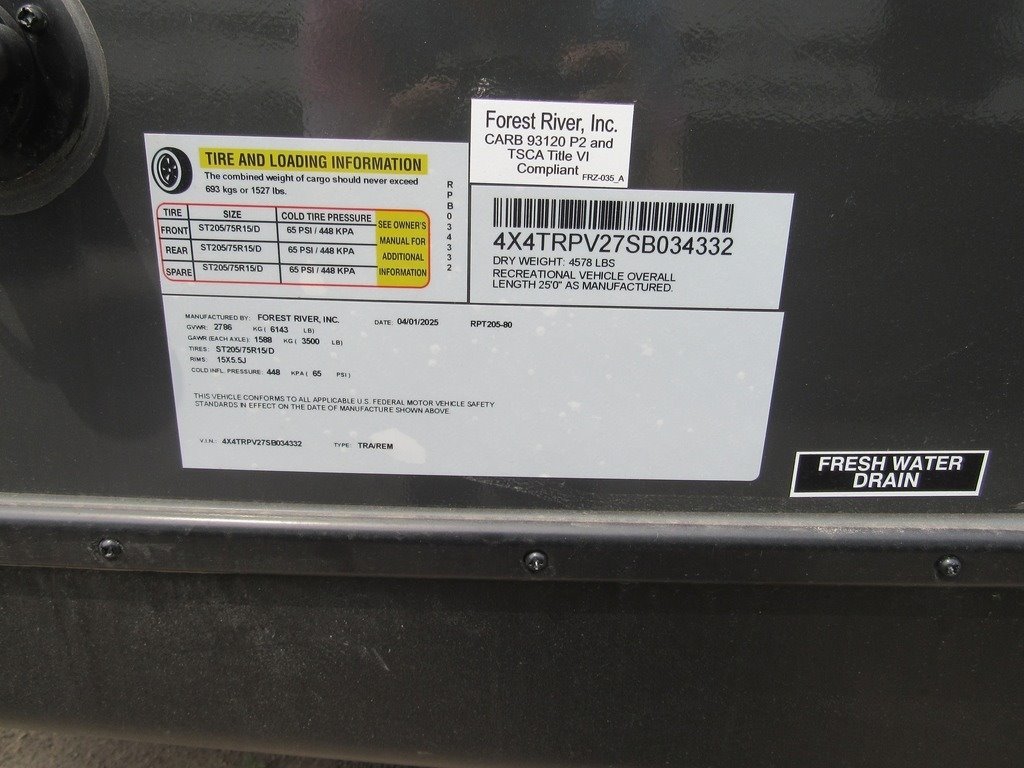 Forest River, Inc.
CARB 93120 P2 and
TSCA Title VI
Compliant
FRZ-035_A
TIRE AND LOADING INFORMATION
The combined weight of cargo should never exceed
693 kgs or 1527 lbs.
TIRE SIZE COLD TIRE PRESSURE
FRONT ST205/75R15/D 65 PSI / 448 KPA
REAR ST205/75R15/D 65 PSI / 448 KPA
SPARE ST205/75R15/D 65 PSI / 448 KPA
SEE OWNER'S
MANUAL FOR
ADDITIONAL
INFORMATION
RPB034332
4X4TRPV27SB034332
DRY WEIGHT: 4578 LBS
RECREATIONAL VEHICLE OVERALL
LENGTH 25'0" AS MANUFACTURED.
MANUFACTURED BY: FOREST RIVER, INC. DATE: 04/01/2025 RPT205-80
GVWR: 2786 KG ( 6143 LB)
GAWR (EACH AXLE): 1588 KG ( 3500 LB)
TIRES: ST205/75R15/D
RIMS: 15X5.5J
COLD INFL. PRESSURE: 448 KPA ( 65 PSI)
THIS VEHICLE CONFORMS TO ALL APPLICABLE U.S. FEDERAL MOTOR VEHICLE SAFETY
STANDARDS IN EFFECT ON THE DATE OF MANUFACTURE SHOWN ABOVE.
V.I.N.: 4X4TRPV27SB034332 TYPE: TRA/REM
FRESH WATER
DRAIN